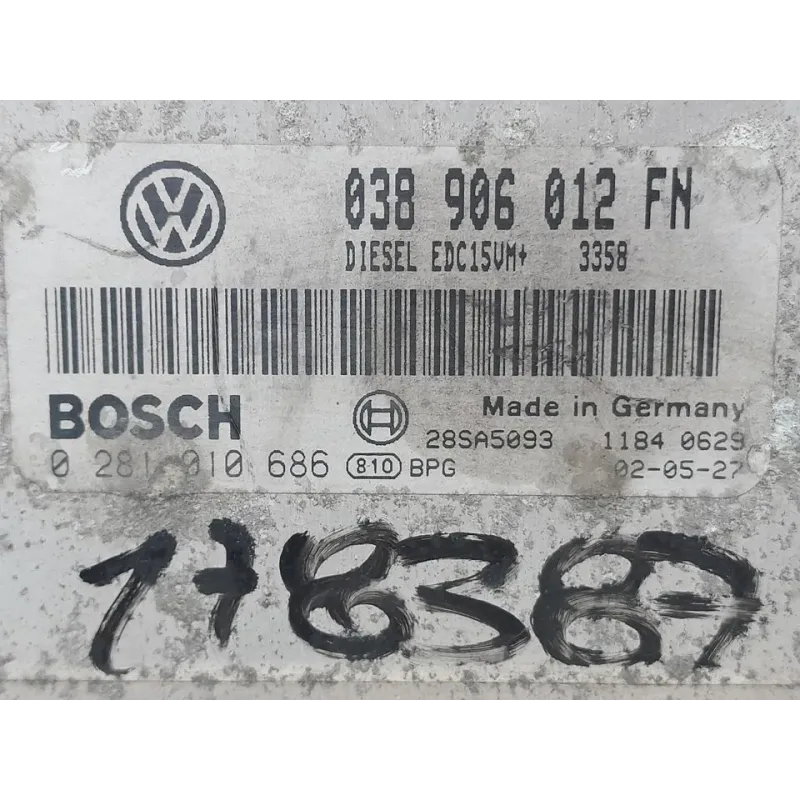 VW
038 906 012 FN
DIESEL EDC15VM+ 3358
BOSCH
Made in Germany
28SA5093 1184 0629
0 281 010 686 810 BPG 02-05-27
178387